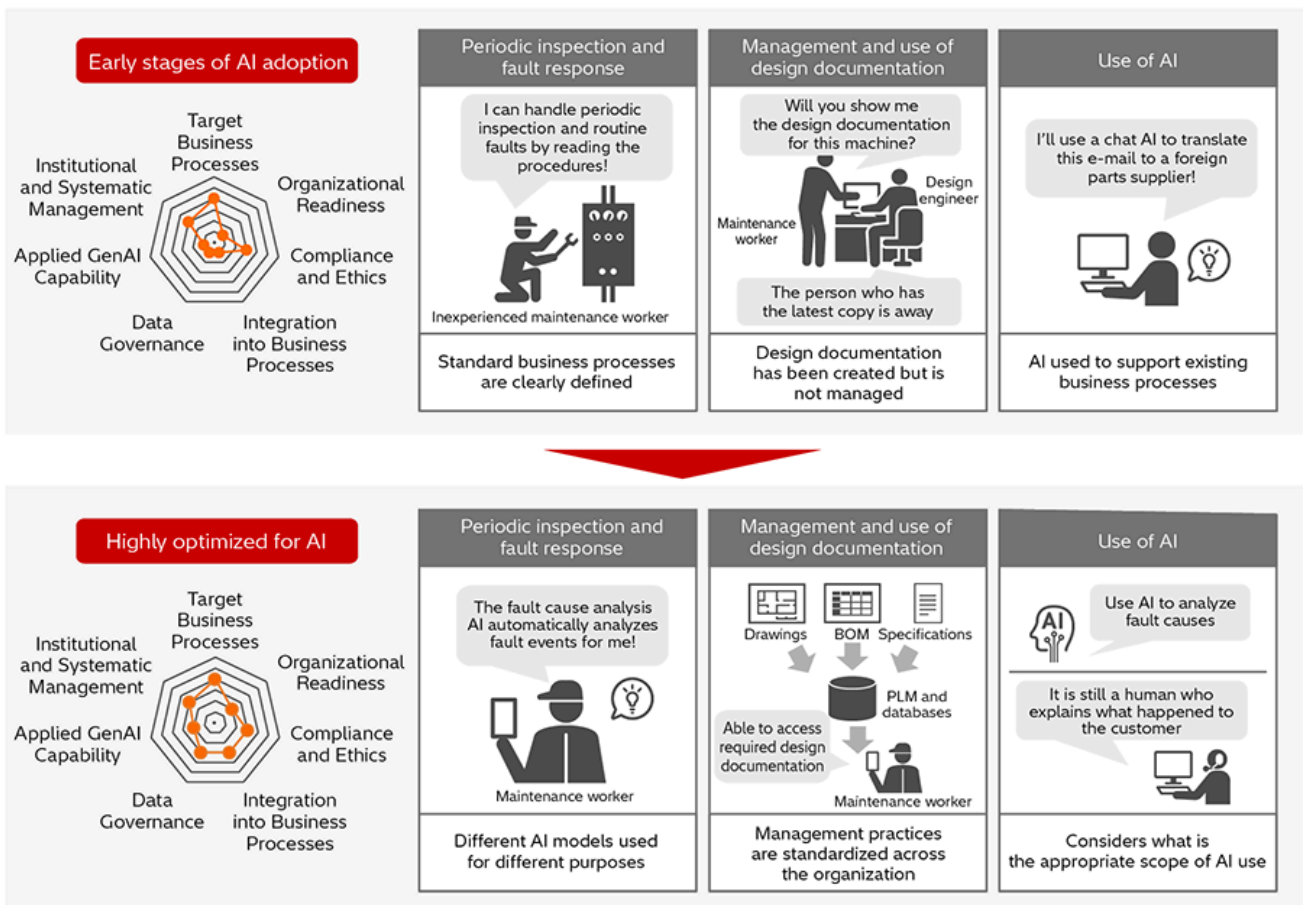 Early stages of AI adoption
Target
Business
Processes
Institutional
and Systematic
Management
Organizational
Readiness
Applied GenAI
Capability
Compliance
and Ethics
Data
Governance
Integration
into Business
Processes
Periodic inspection and
fault response
I can handle periodic
inspection and routine
faults by reading the
procedures!
Inexperienced maintenance worker
Standard business processes
are clearly defined
Management and use of
design documentation
Will you show me
the design documentation
for this machine?
Design
engineer
Maintenance
worker
The person who has
the latest copy is away
Design documentation
has been created but is
not managed
Use of AI
I'll use a chat AI to translate
this e-mail to a foreign
parts supplier!
AI used to support existing
business processes
Highly optimized for AI
Target
Business
Processes
Institutional
and Systematic
Management
Organizational
Readiness
Applied GenAI
Capability
Compliance
and Ethics
Data
Governance
Integration
into Business
Processes
Periodic inspection and
fault response
The fault cause analysis
AI automatically analyzes
fault events for me!
Maintenance worker
Different AI models used
for different purposes
Management and use of
design documentation
Drawings
BOM
Specifications
PLM and
databases
Able to access
required design
documentation
Maintenance worker
Management practices
are standardized across
the organization
Use of AI
AI
Use AI to analyze
fault causes
It is still a human who
explains what happened to
the customer
Considers what is
the appropriate scope of AI use